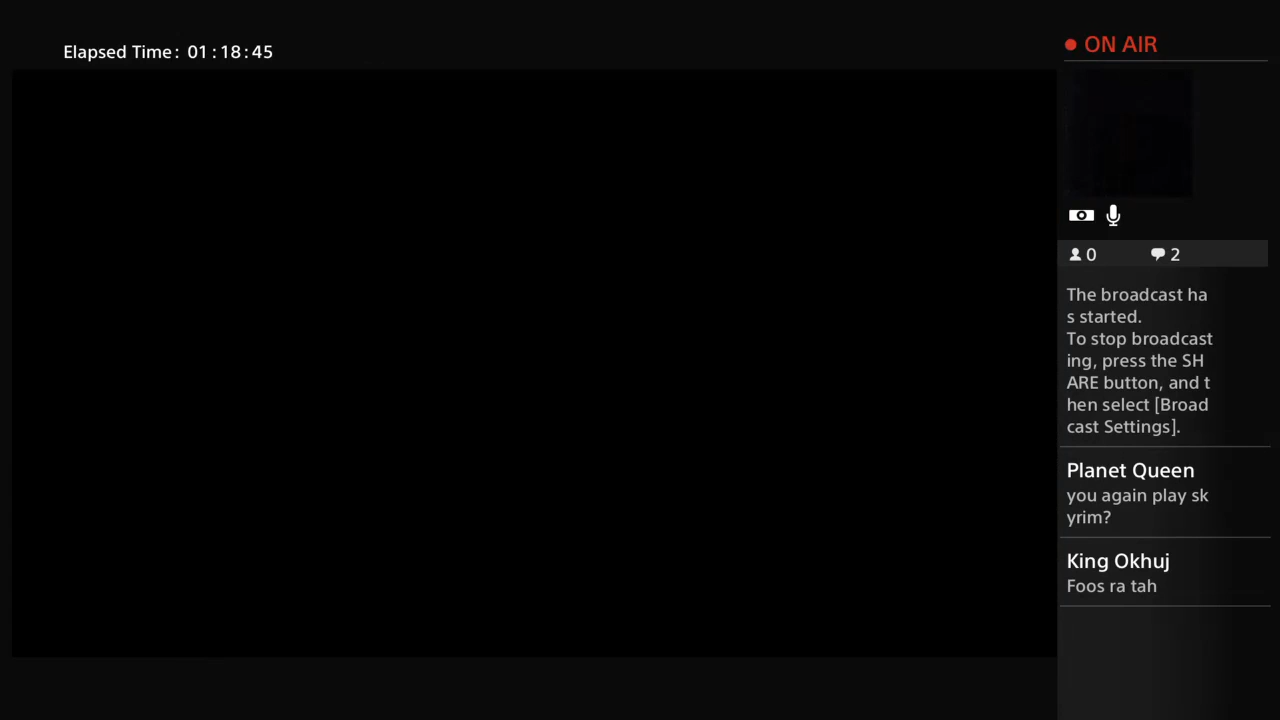 Elapsed Time: 01:18:45
ON AIR
0 2
The broadcast ha
s started.
To stop broadcast
ing, press the SH
ARE button, and t
hen select [Broad
cast Settings].
Planet Queen
you again play sk
yrim?
King Okhuj
Foos ra tah